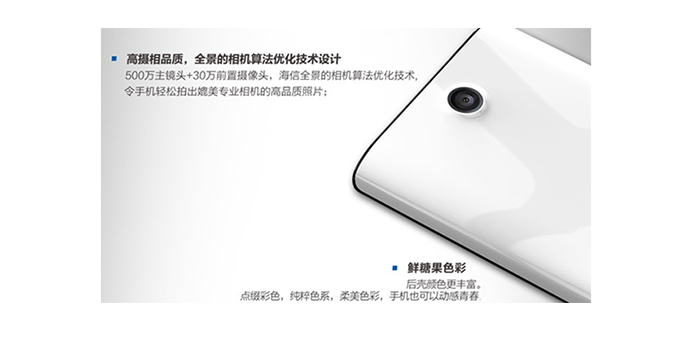 高摄相品质，全景的相机算法优化技术设计
500万主镜头+30万前置摄像头，海信全景的相机算法优化技术，
令手机轻松拍出媲美专业相机的高品质照片；
鲜糖果色彩
后壳颜色更丰富。
点缀彩色，纯粹色系，柔美色彩，手机也可以动感青春